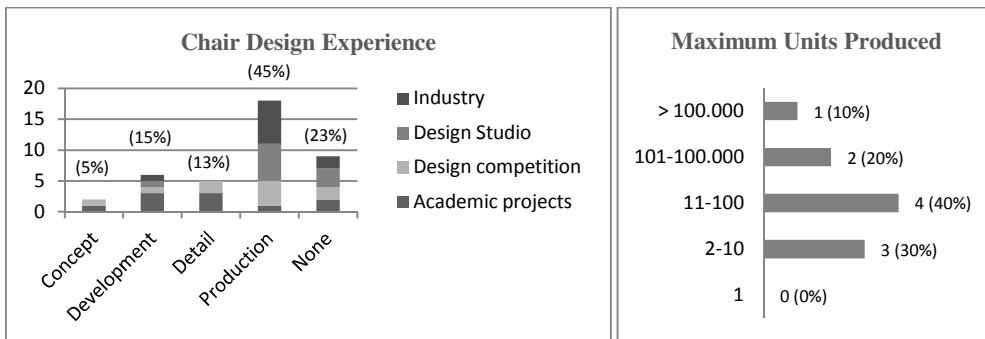 Chair Design Experience
(45%)
20
15
10
5
0
(5%)
(15%)
(13%)
(23%)
Concept
Development
Detail
Production
None
Industry
Design Studio
Design competition
Academic projects
Maximum Units Produced
> 100.000
1 (10%)
101-100.000
2 (20%)
11-100
4 (40%)
2-10
3 (30%)
1
0 (0%)